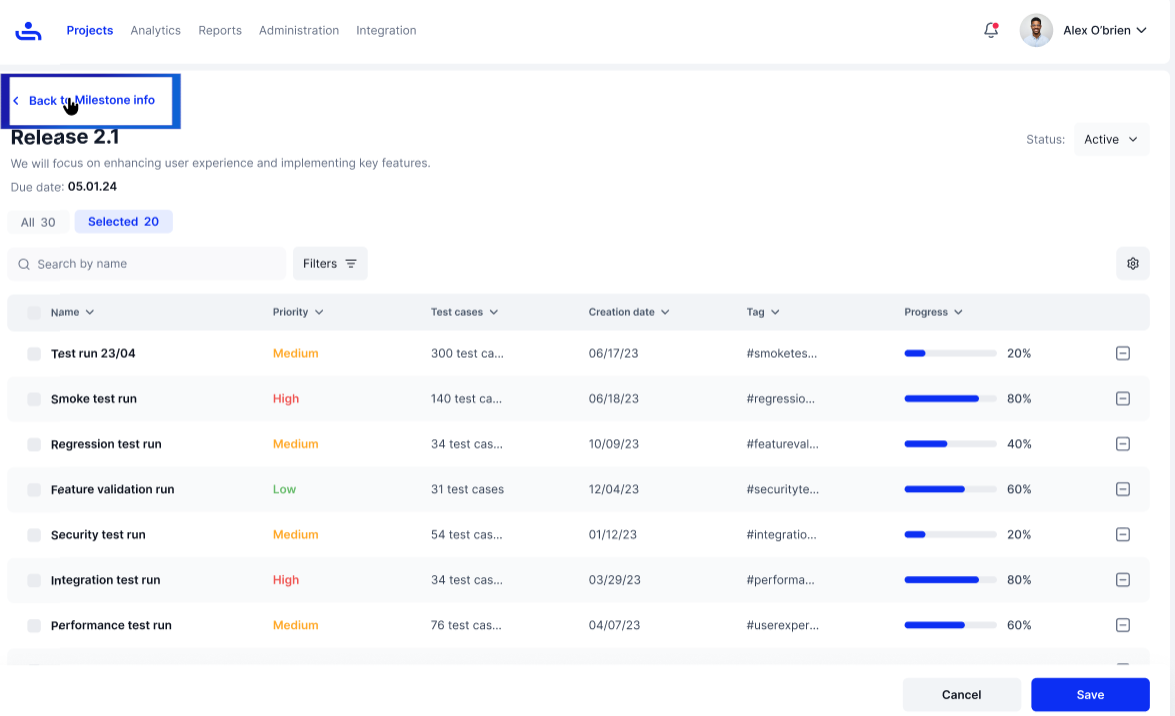 Projects Analytics Reports Administration Integration Alex O'brien
Back to Milestone info
Release 2.1
Status: Active
We will focus on enhancing user experience and implementing key features.
Due date: 05.01.24
All 30 Selected 20
Search by name Filters
Name Priority Test cases Creation date Tag Progress
Test run 23/04 Medium 300 test ca... 06/17/23 #smoketes... 20%
Smoke test run High 140 test ca... 06/18/23 #regressio... 80%
Regression test run Medium 34 test cas... 10/09/23 #featureval... 40%
Feature validation run Low 31 test cases 12/04/23 #securityte... 60%
Security test run Medium 54 test cas... 01/12/23 #integratio... 20%
Integration test run High 34 test cas... 03/29/23 #performa... 80%
Performance test run Medium 76 test cas... 04/07/23 #userexper... 60%
Cancel Save